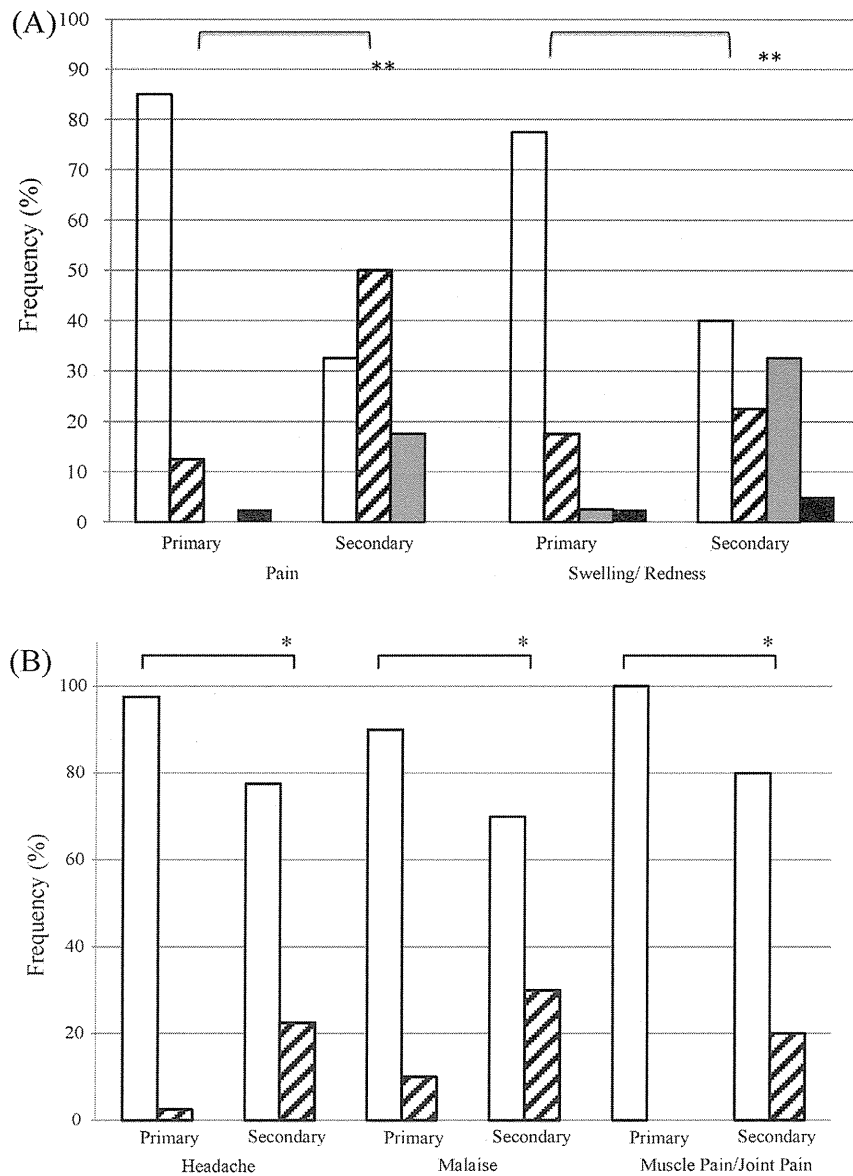 (A)
100
90
80
70
60
50
40
30
20
10
0
Frequency (%)
**
**
Primary
Secondary
Primary
Secondary
Pain
Swelling/ Redness
(B)
100
80
60
40
20
0
Frequency (%)
*
*
*
Primary
Secondary
Primary
Secondary
Primary
Secondary
Headache
Malaise
Muscle Pain/Joint Pain